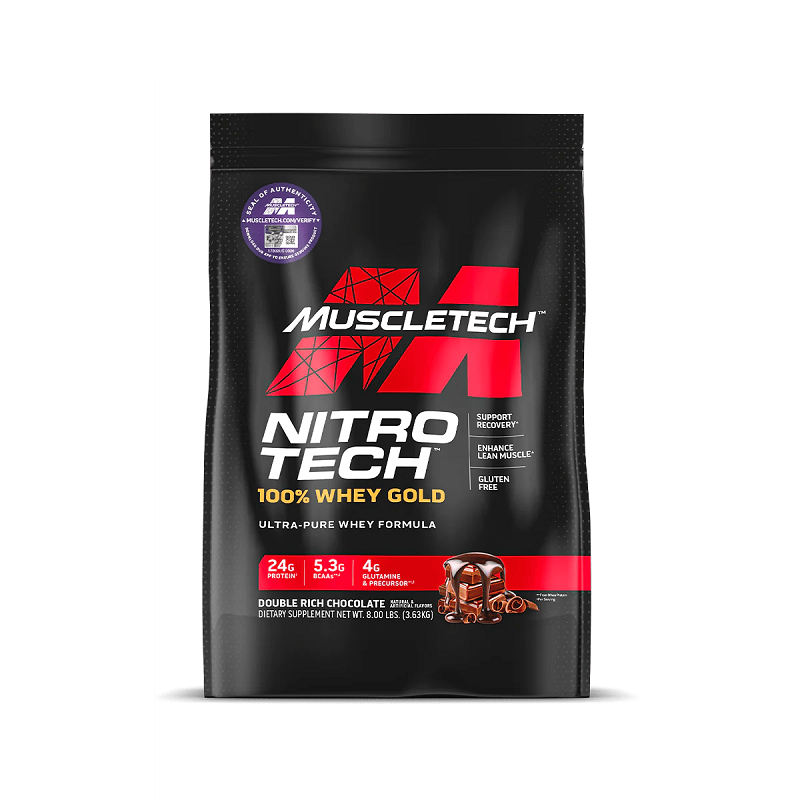 SEAL OF AUTHENTICITY
MUSCLETECH
MUSCLETECH.COM/VERIFY
MUSCLETECH™
NITRO
TECH™
100% WHEY GOLD
ULTRA-PURE WHEY FORMULA
SUPPORT
RECOVERY^
ENHANCE
LEAN MUSCLE^
GLUTEN
FREE
24G
PROTEIN
5.3G
BCAAs
4G
GLUTAMINE
& PRECURSOR
DOUBLE RICH CHOCOLATE
NATURAL &
ARTIFICIAL FLAVORS
DIETARY SUPPLEMENT NET WT. 8.00 LBS. (3.63KG)